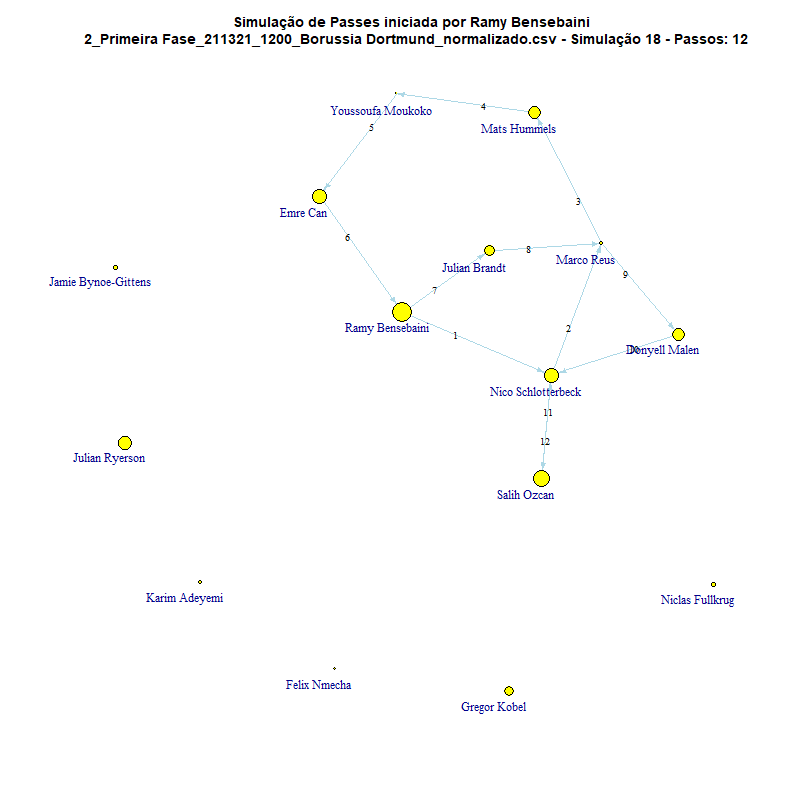 Simulação de Passes iniciada por Ramy Bensebaini
2_Primeira Fase_211321_1200_Borussia Dortmund_normalizado.csv - Simulação 18 - Passos: 12
4
Youssoufa Moukoko
5
Mats Hummels
3
Emre Can
6
8
Marco Reus
Julian Brandt
9
Jamie Bynoe-Gittens
7
Ramy Bensebaini
1
2
10
Donyell Malen
Nico Schlotterbeck
11
12
Julian Ryerson
Salih Ozcan
Karim Adeyemi
Niclas Fullkrug
Felix Nmecha
Gregor Kobel